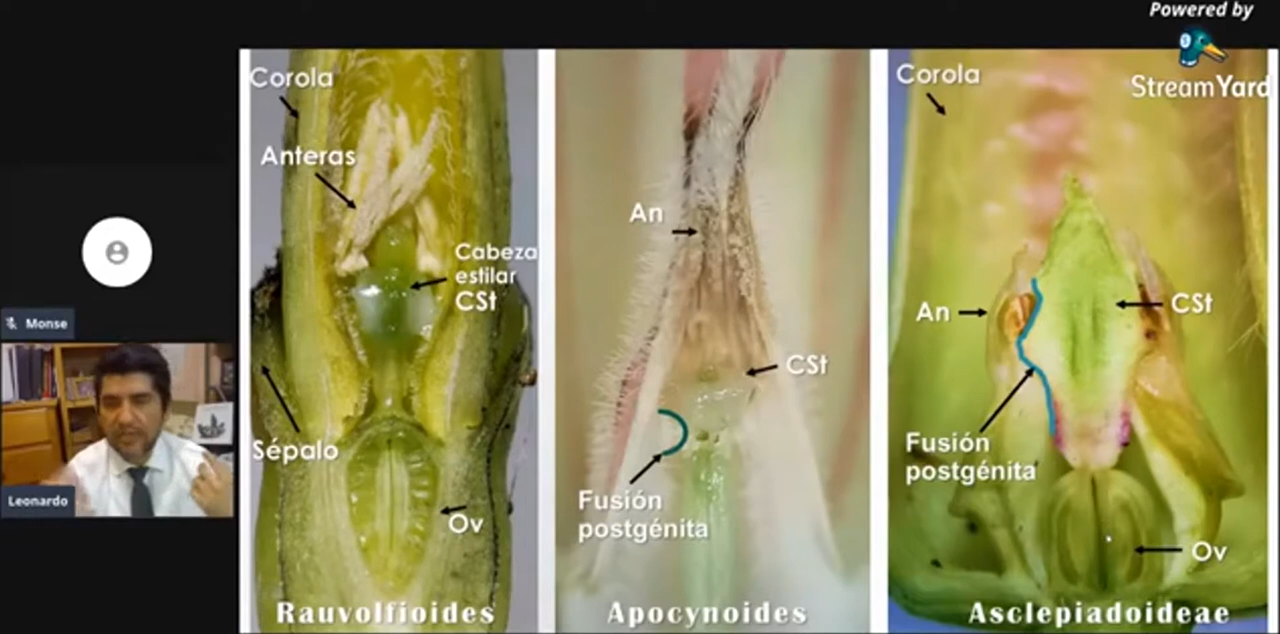 Powered by
StreamYard
Monse
Leonardo
Corola
Anteras
Cabeza
estilar
CSt
Sépalo
Ov
Rauvolfioides
An
CSt
Fusión
postgénita
Apocynoides
Corola
An
CSt
Fusión
postgénita
Ov
Asclepiadoideae